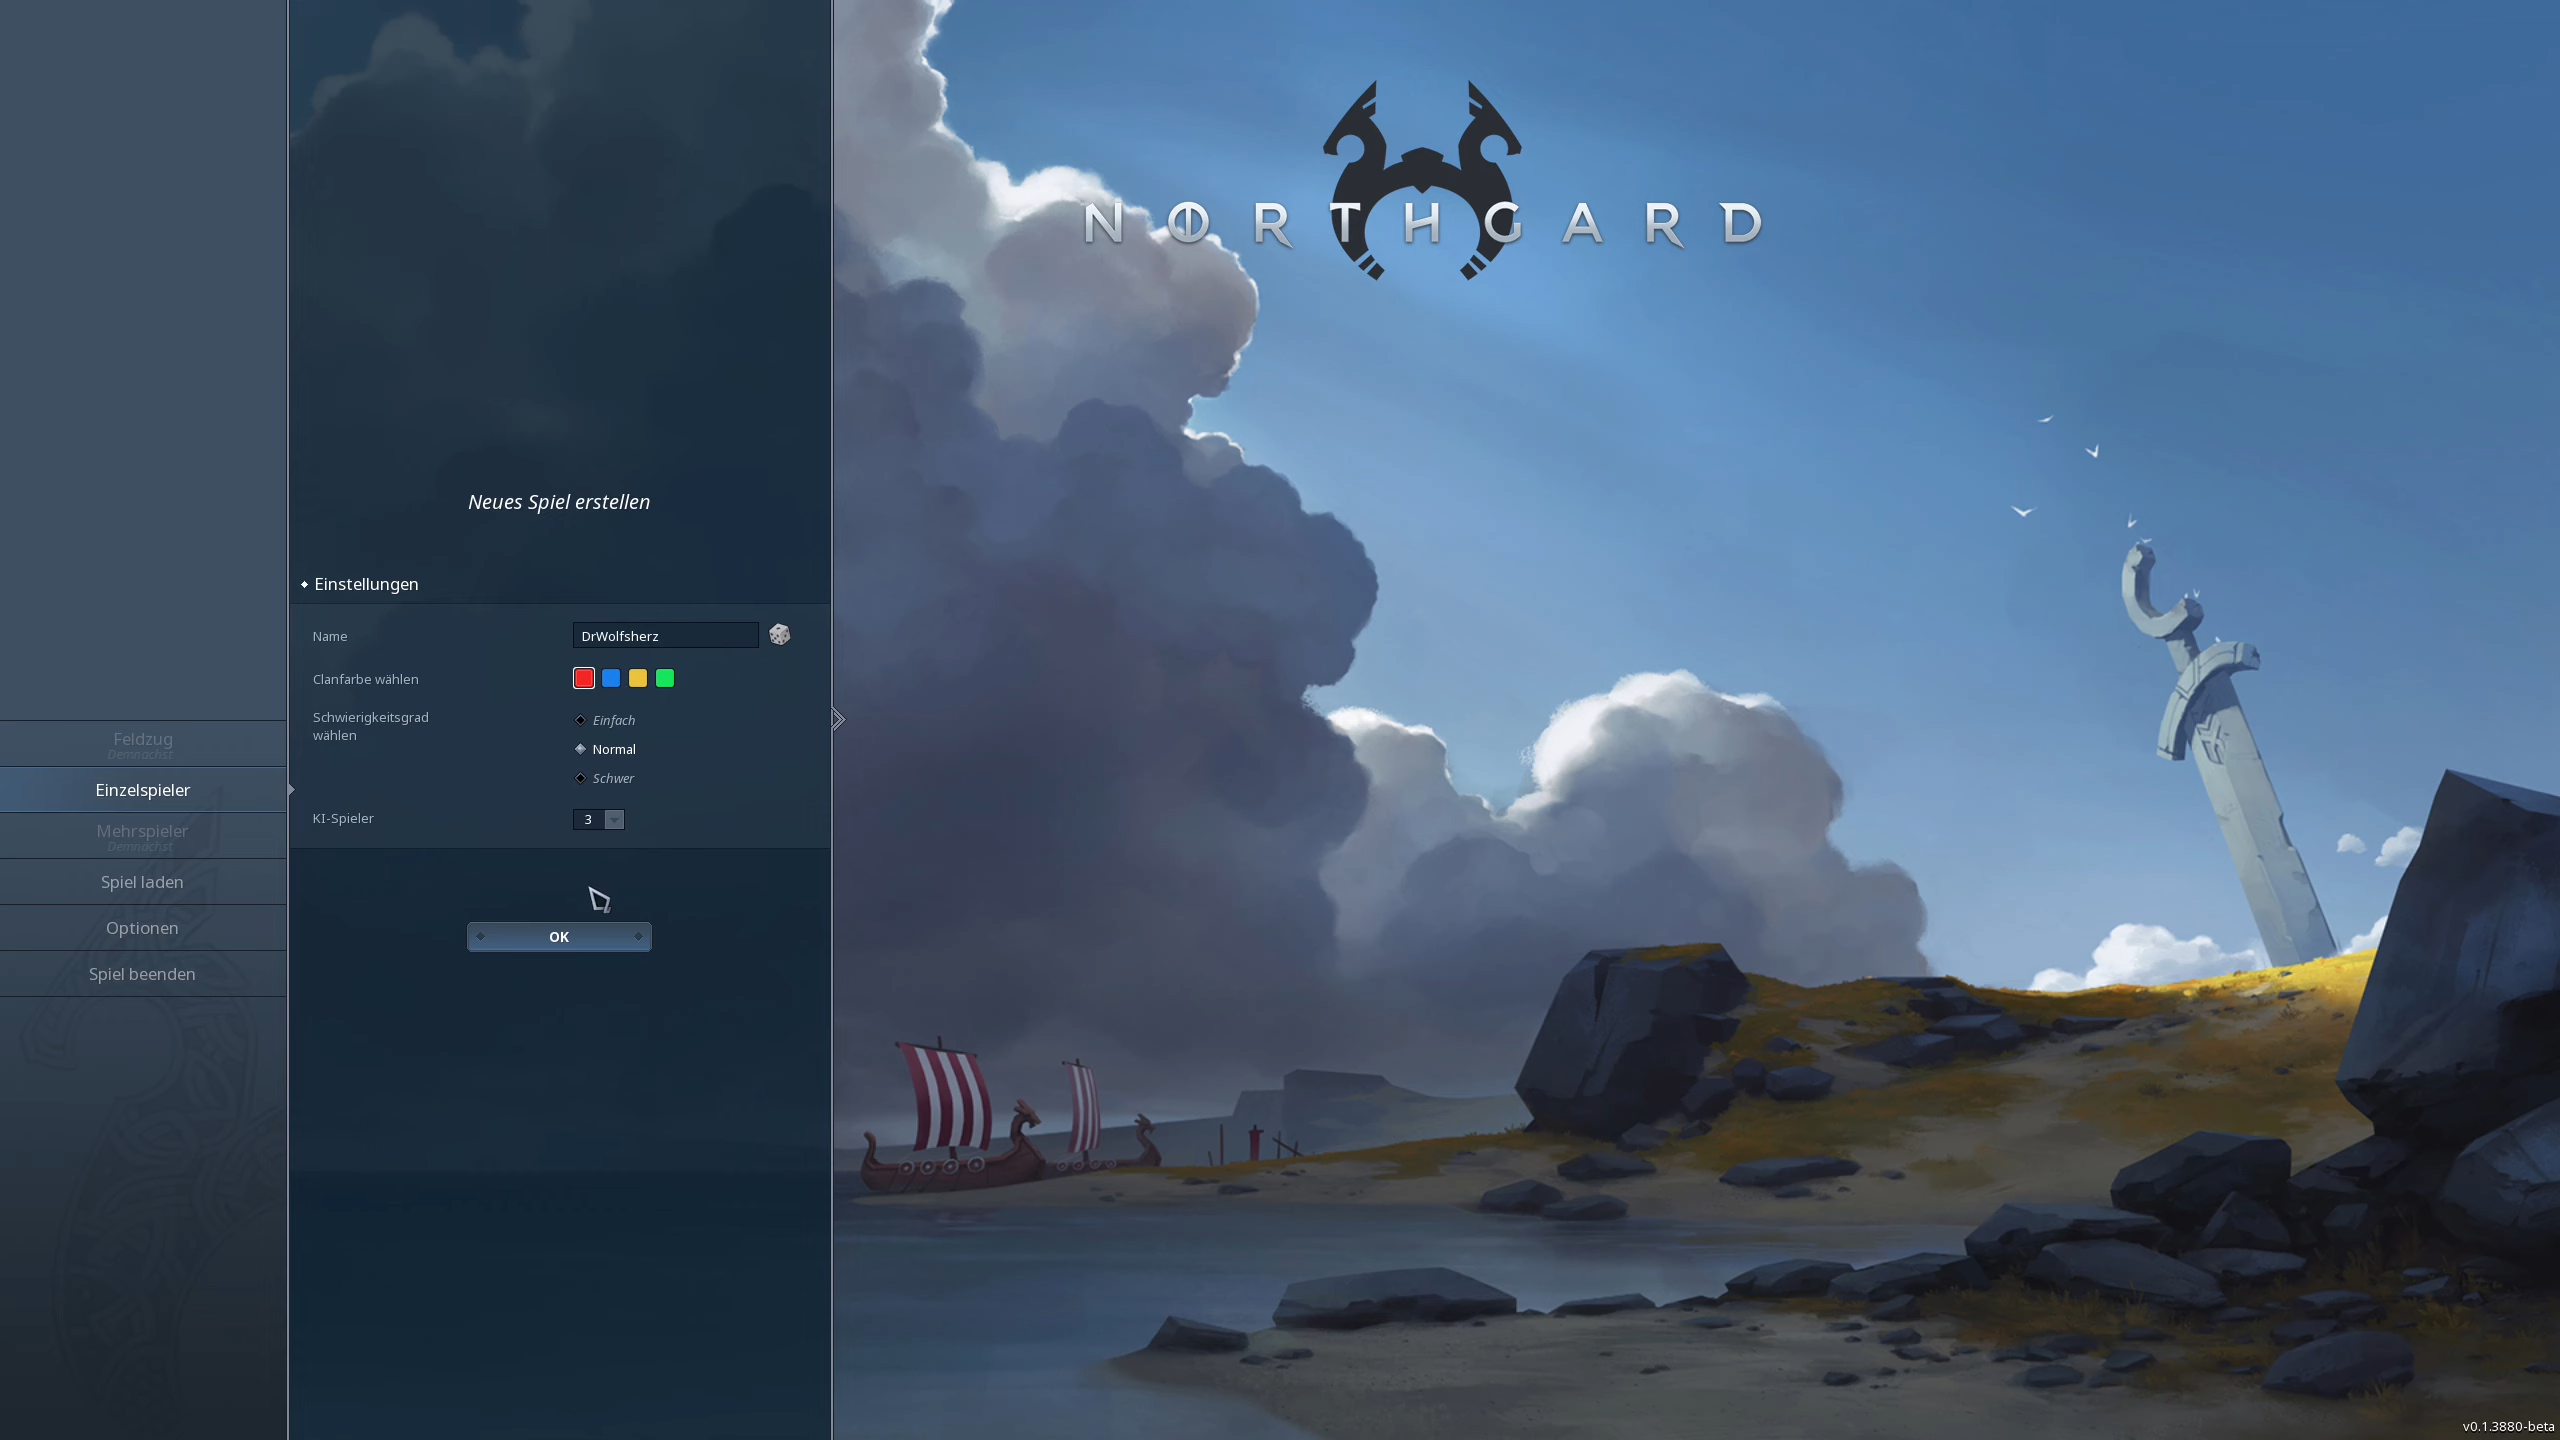 NORTHGARD
Neues Spiel erstellen
Einstellungen
Name
DrWolfsherz
Clanfarbe wählen
Schwierigkeitsgrad
wählen
Einfach
Normal
Schwer
KI-Spieler
3
OK
Feldzug
Demnächst
Einzelspieler
Mehrspieler
Demnächst
Spiel laden
Optionen
Spiel beenden
v0.1.3880-beta